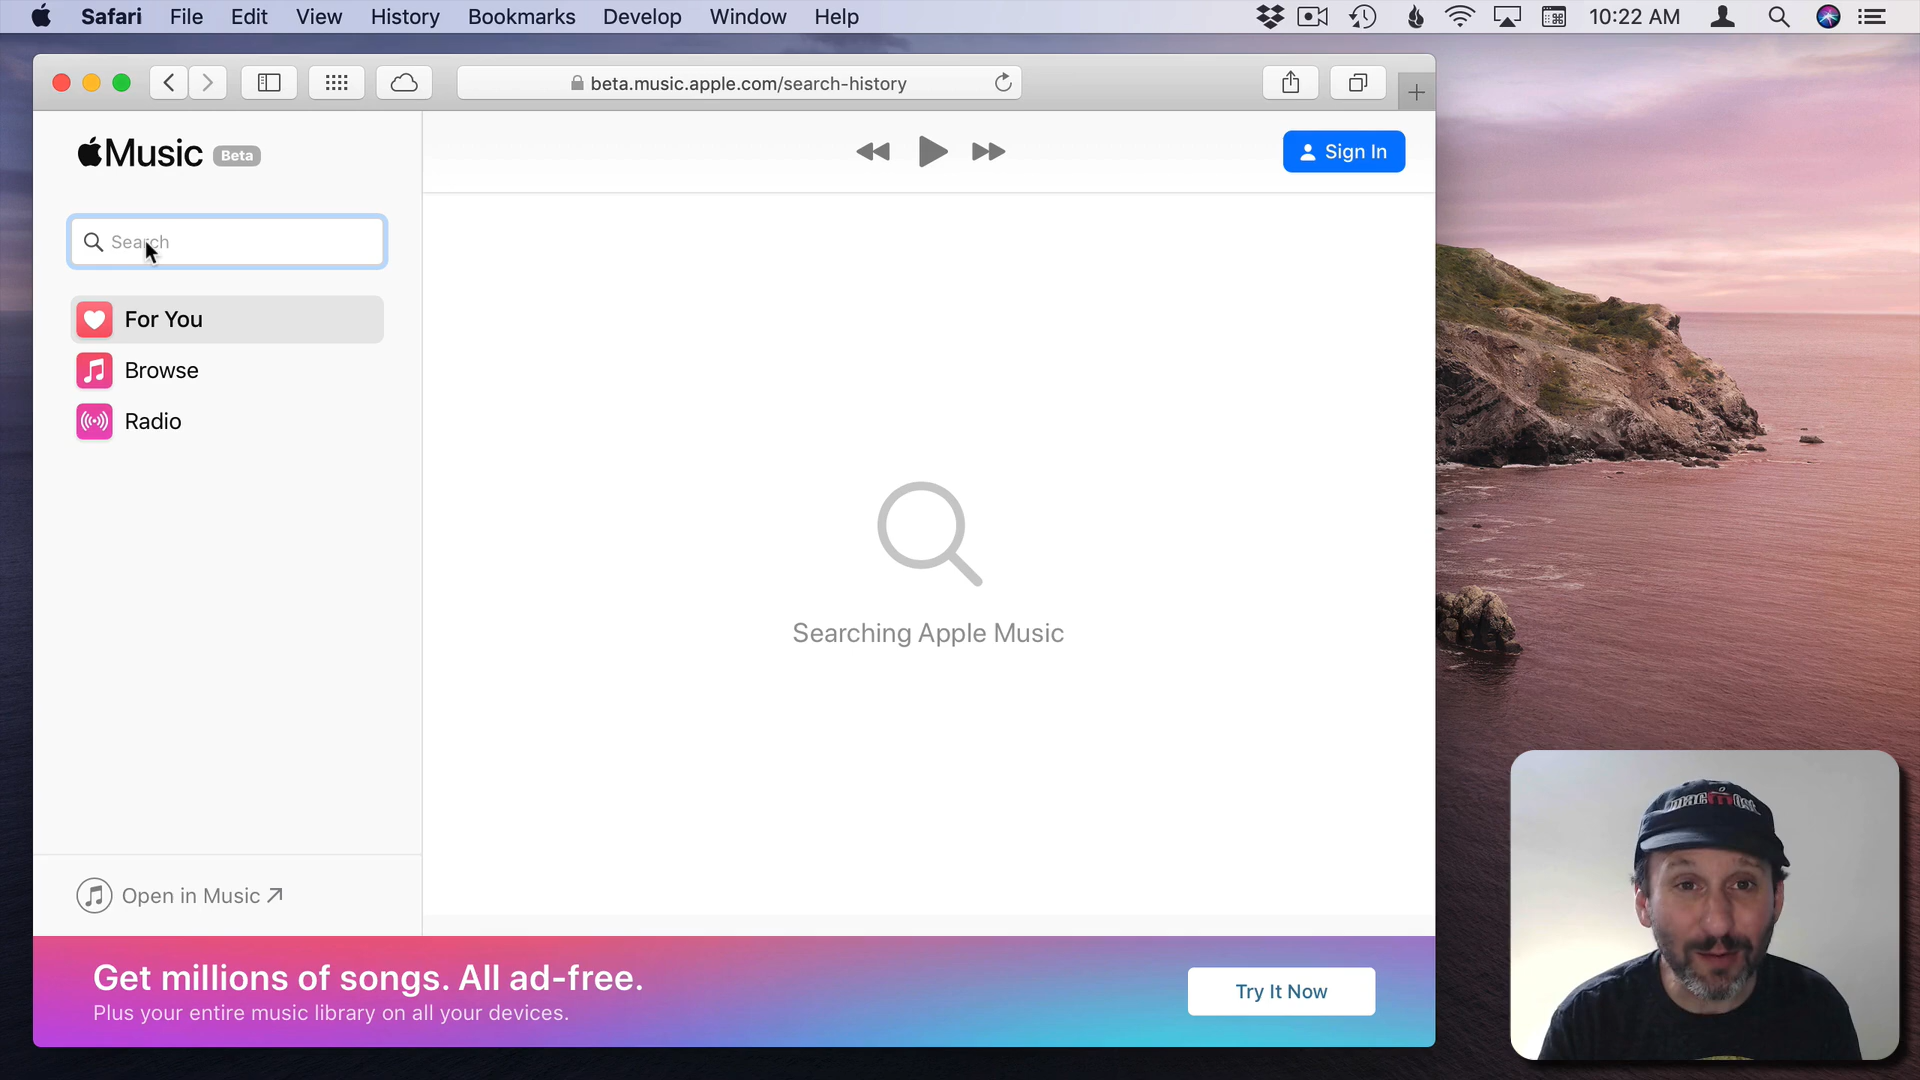 Safari File Edit View History Bookmarks Develop Window Help 10:22 AM
beta.music.apple.com/search-history
Music Beta
Sign In
Search
For You
Browse
Radio
Searching Apple Music
Open in Music
Get millions of songs. All ad-free.
Plus your entire music library on all your devices.
Try It Now